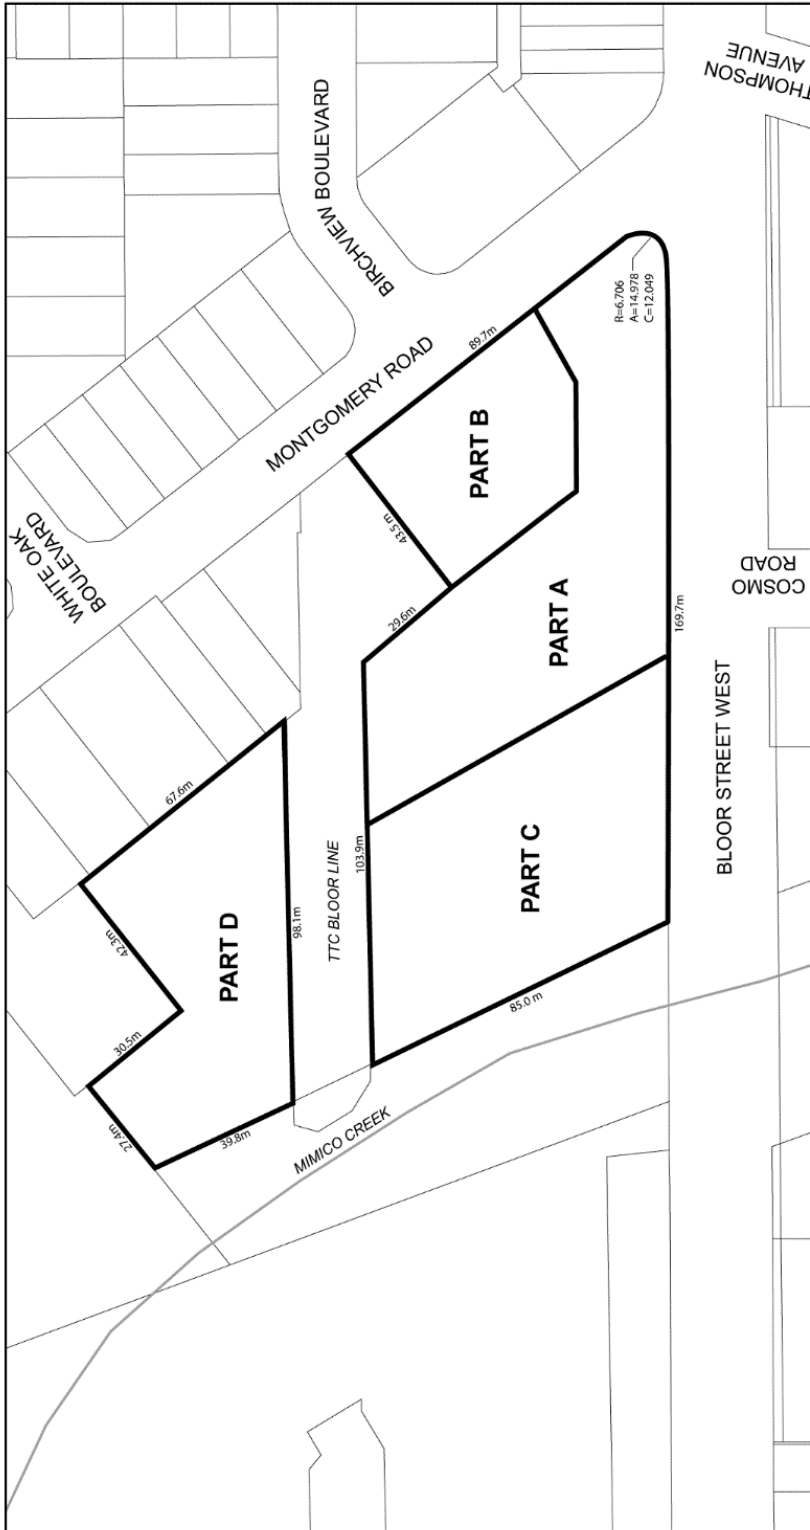 THOMPSON
AVENUE
BIRCHVIEW BOULEVARD
MONTGOMERY ROAD
WHITE OAK
BOULEVARD
R=6.706
A=14.978
C=12.049
89.7m
PART B
43.5 m
29.6m
PART A
COSMO
ROAD
169.7m
BLOOR STREET WEST
67.6m
42.3m
PART D
98.1m
TTC BLOOR LINE
103.9m
PART C
85.0 m
30.5m
27.4m
39.8m
MIMICO CREEK